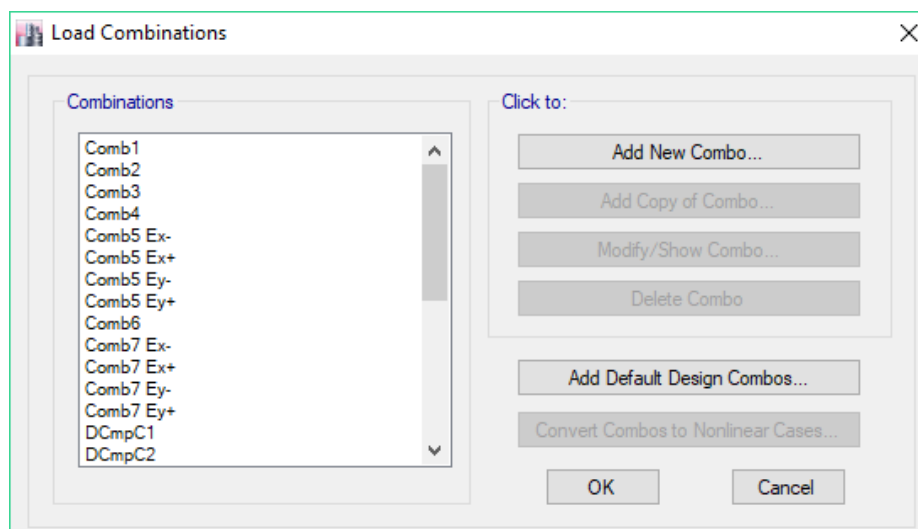 Load Combinations
Combinations
Comb1
Comb2
Comb3
Comb4
Comb5 Ex-
Comb5 Ex+
Comb5 Ey-
Comb5 Ey+
Comb6
Comb7 Ex-
Comb7 Ex+
Comb7 Ey-
Comb7 Ey+
DCmpC1
DCmpC2
Click to:
Add New Combo...
Add Copy of Combo...
Modify/Show Combo...
Delete Combo
Add Default Design Combos...
Convert Combos to Nonlinear Cases...
OK
Cancel